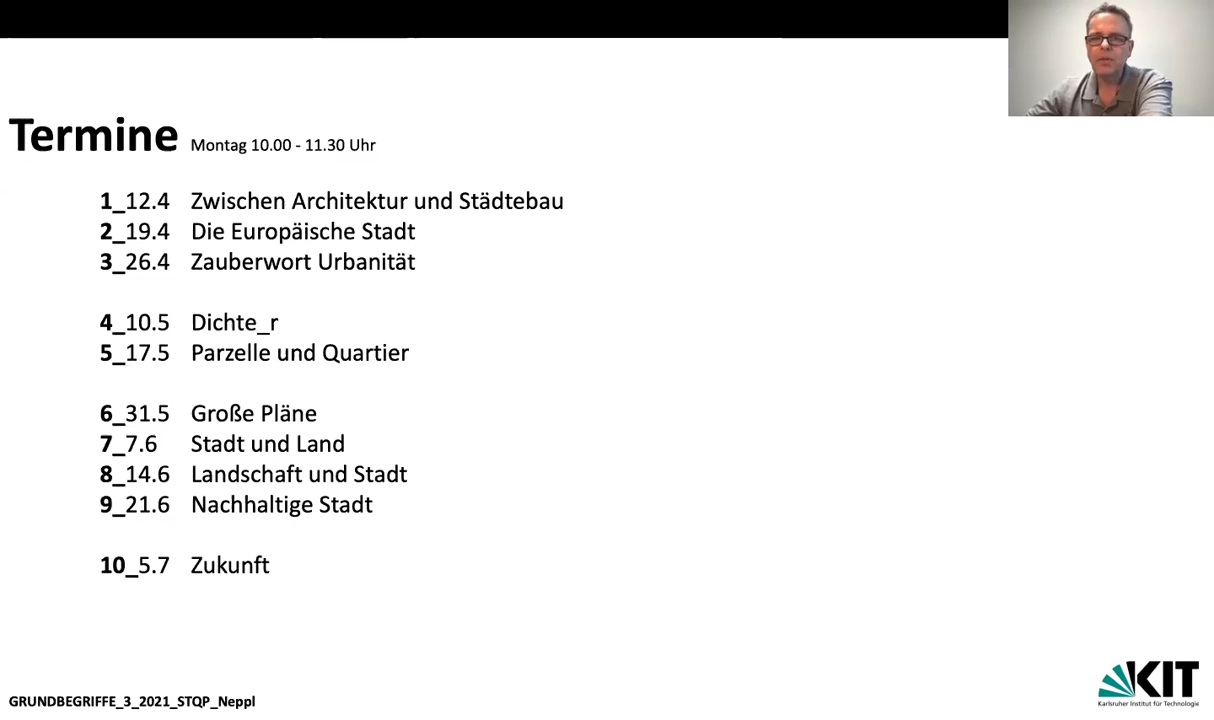 Termine Montag 10.00 - 11.30 Uhr
1_12.4 Zwischen Architektur und Städtebau
2_19.4 Die Europäische Stadt
3_26.4 Zauberwort Urbanität
4_10.5 Dichte_r
5_17.5 Parzelle und Quartier
6_31.5 Große Pläne
7_7.6 Stadt und Land
8_14.6 Landschaft und Stadt
9_21.6 Nachhaltige Stadt
10_5.7 Zukunft
KIT
Karlsruher Institut für Technologie
GRUNDBEGRIFFE_3_2021_STQP_Neppl